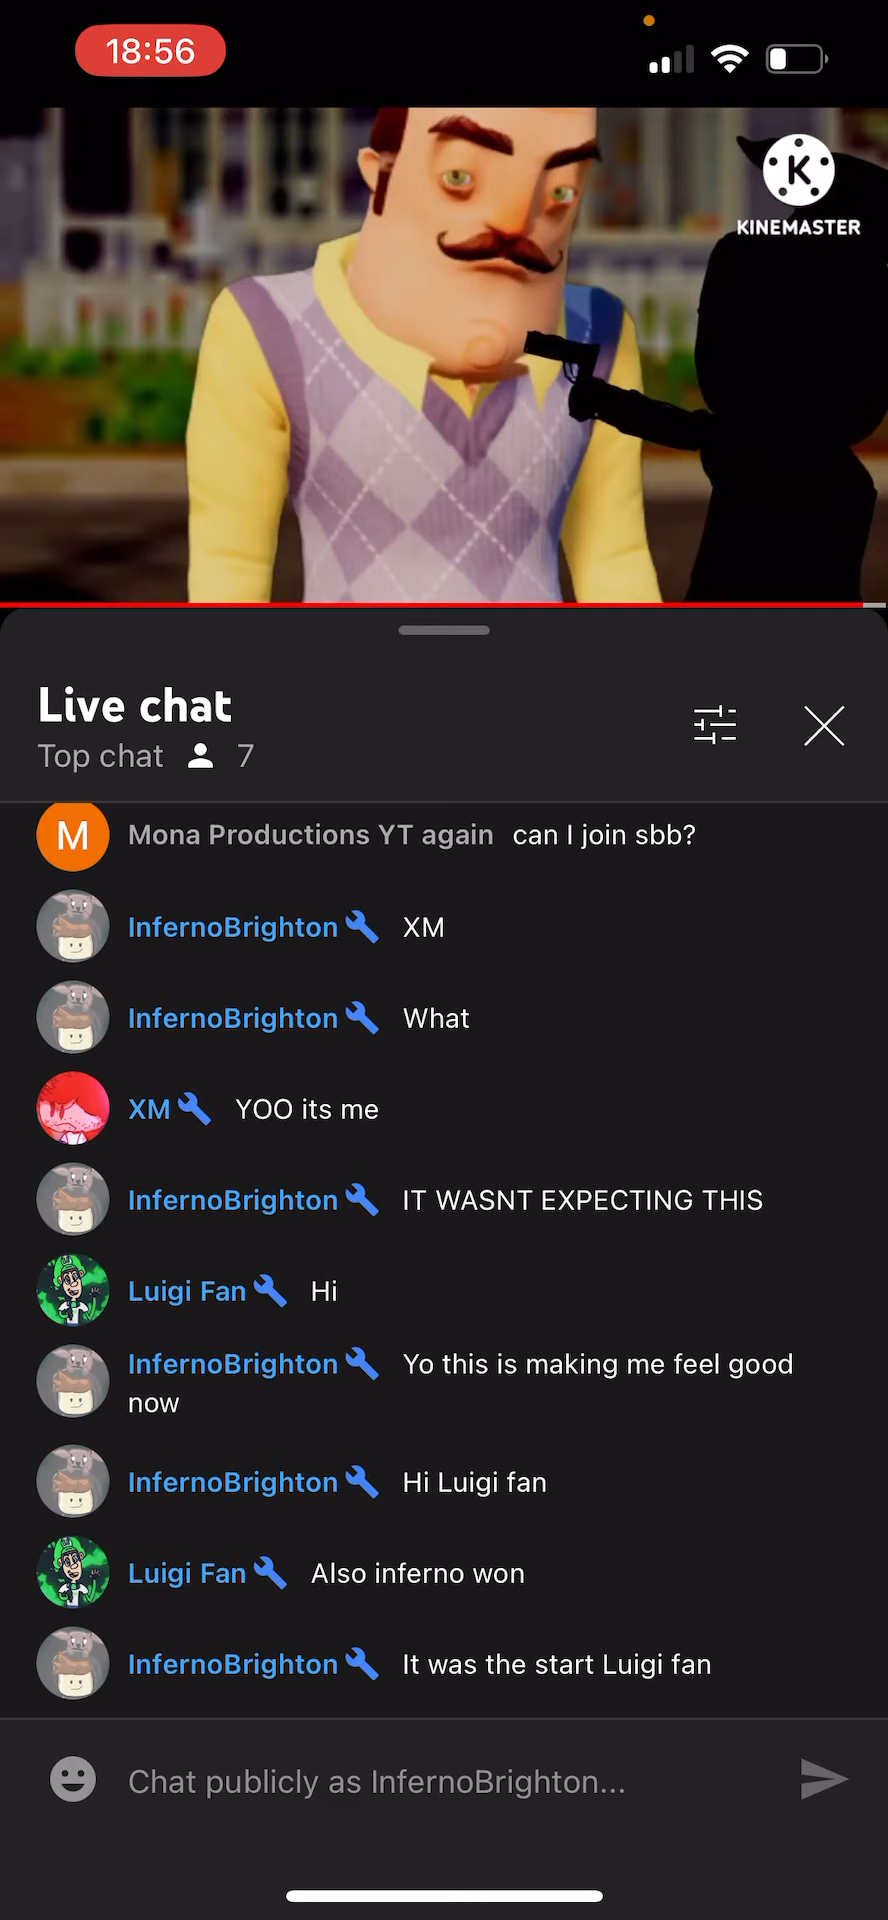 18:56
K
KINEMASTER
Live chat
Top chat 7
M Mona Productions YT again can I join sbb?
InfernoBrighton XM
InfernoBrighton What
XM YOO its me
InfernoBrighton IT WASNT EXPECTING THIS
Luigi Fan Hi
InfernoBrighton Yo this is making me feel good
now
InfernoBrighton Hi Luigi fan
Luigi Fan Also inferno won
InfernoBrighton It was the start Luigi fan
Chat publicly as InfernoBrighton...